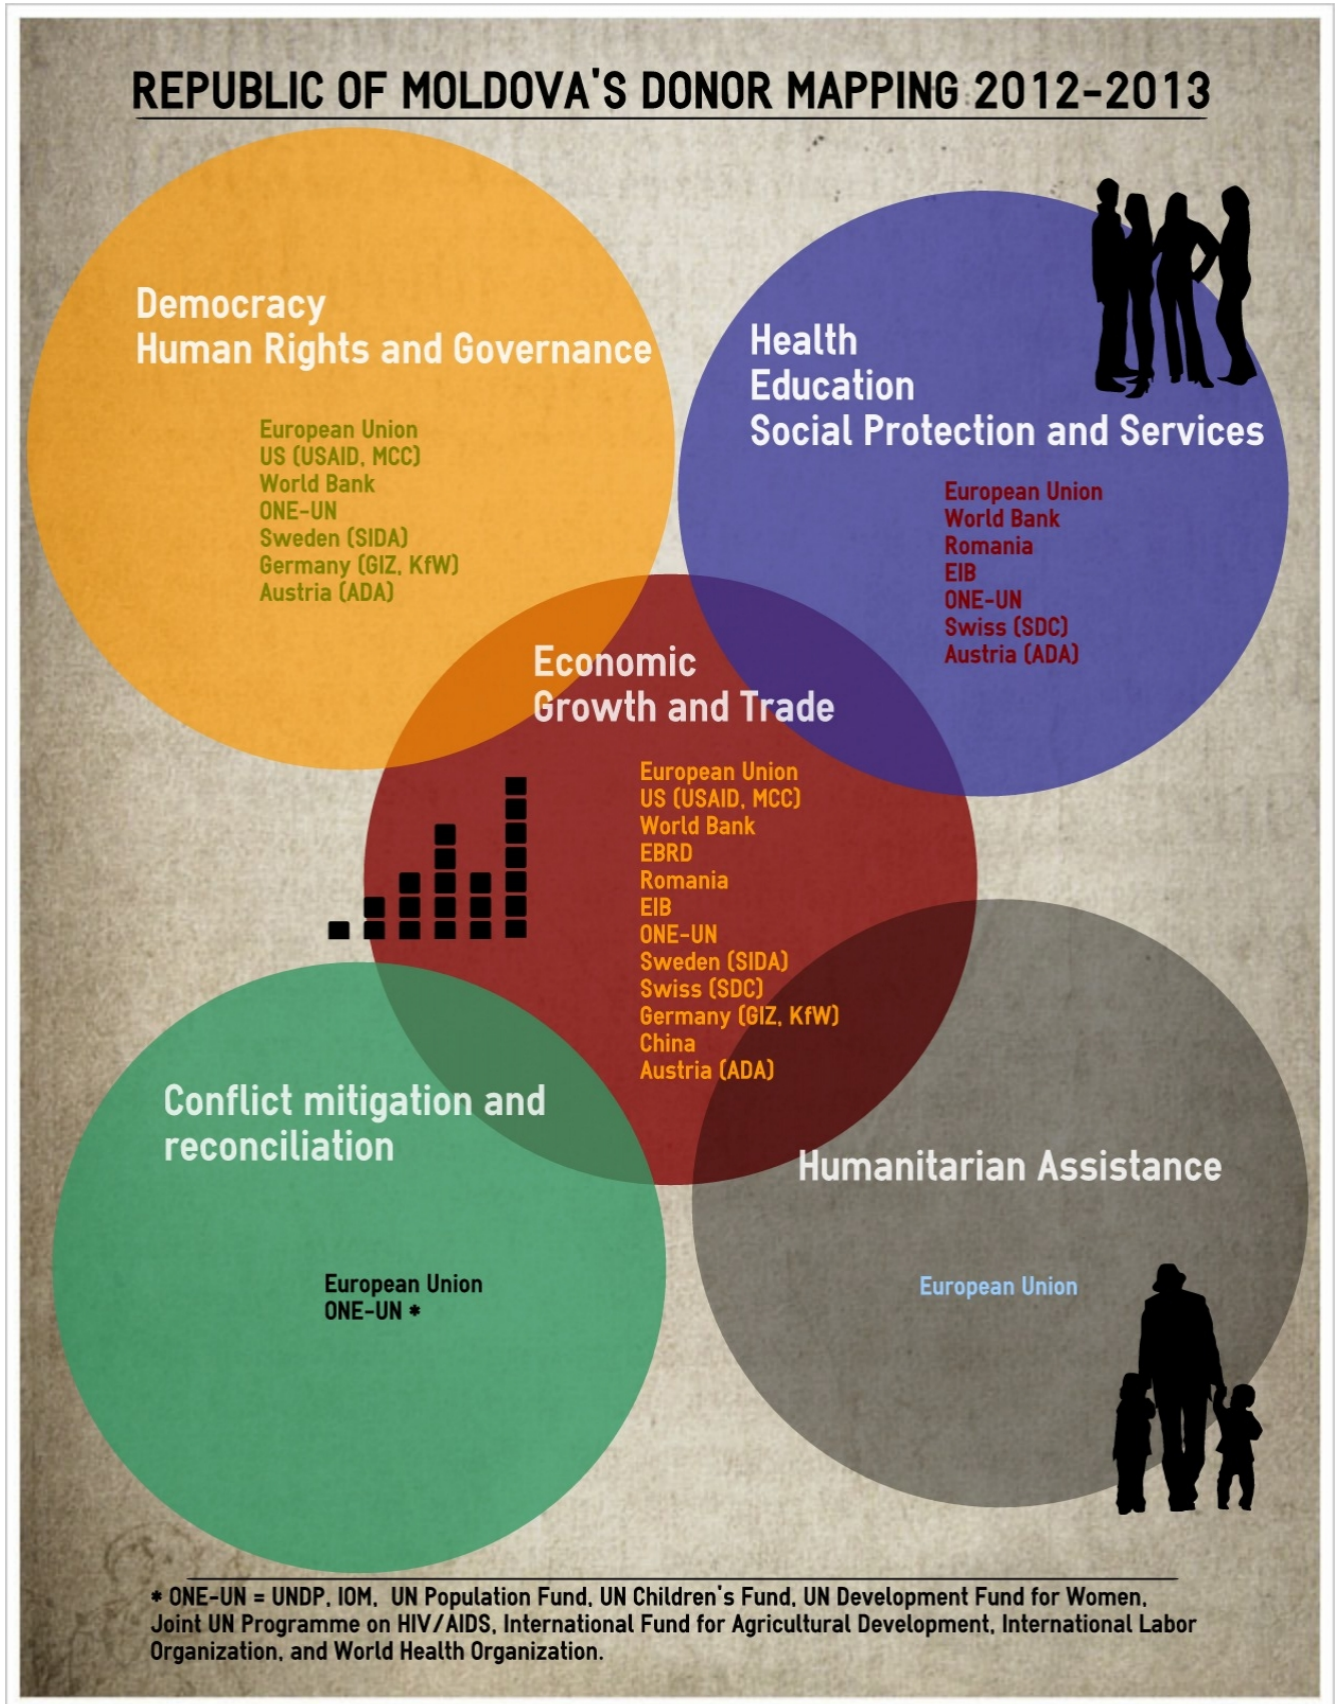 REPUBLIC OF MOLDOVA'S DONOR MAPPING 2012-2013
Democracy
Human Rights and Governance
European Union
US (USAID, MCC)
World Bank
ONE-UN
Sweden (SIDA)
Germany (GIZ, KfW)
Austria (ADA)
Health
Education
Social Protection and Services
European Union
World Bank
Romania
EIB
ONE-UN
Swiss (SDC)
Austria (ADA)
Economic
Growth and Trade
European Union
US (USAID, MCC)
World Bank
EBRD
Romania
EIB
ONE-UN
Sweden (SIDA)
Swiss (SDC)
Germany (GIZ, KfW)
China
Austria (ADA)
Conflict mitigation and
reconciliation
European Union
ONE-UN *
Humanitarian Assistance
European Union
* ONE-UN = UNDP, IOM, UN Population Fund, UN Children's Fund, UN Development Fund for Women,
Joint UN Programme on HIV/AIDS, International Fund for Agricultural Development, International Labor
Organization, and World Health Organization.